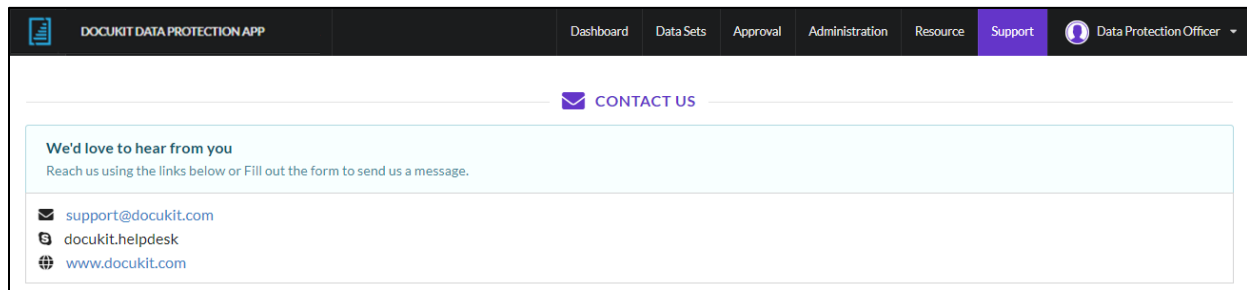 DOCUKIT DATA PROTECTION APP Dashboard Data Sets Approval Administration Resource Support Data Protection Officer
CONTACT US
We'd love to hear from you
Reach us using the links below or Fill out the form to send us a message.
support@docukit.com
docukit.helpdesk
www.docukit.com